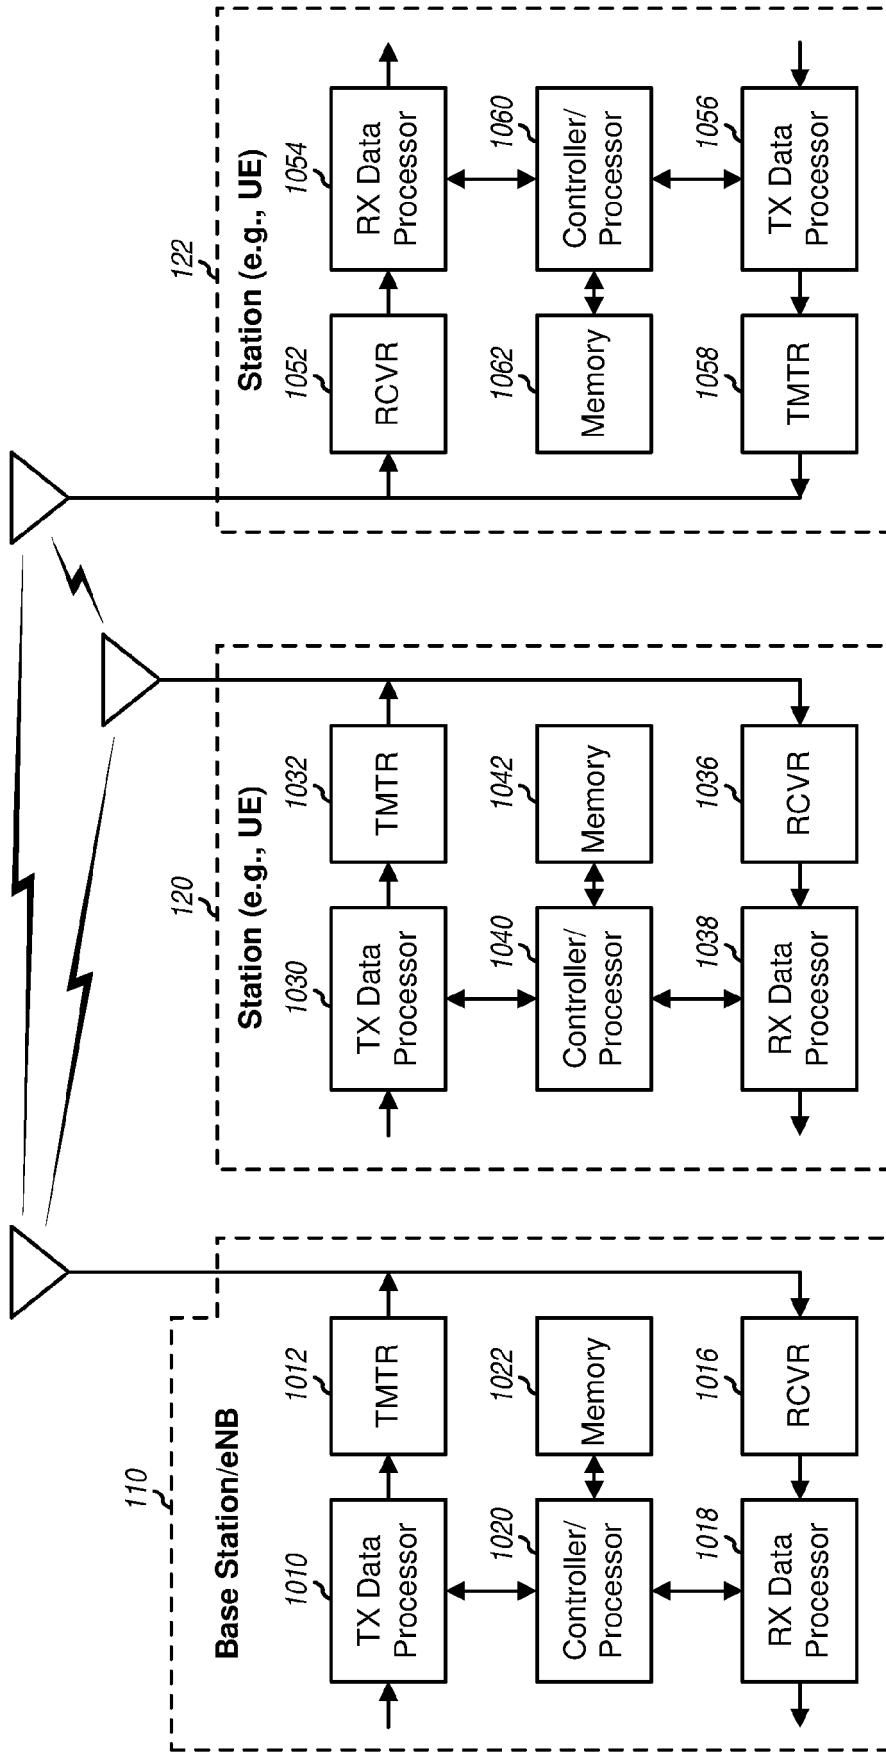 110
Base Station/eNB
1010
TX Data
Processor
1012
TMTR
1020
Controller/
Processor
1022
Memory
1018
RX Data
Processor
1016
RCVR
120
Station (e.g., UE)
1030
TX Data
Processor
1032
TMTR
1040
Controller/
Processor
1042
Memory
1038
RX Data
Processor
1036
RCVR
122
Station (e.g., UE)
1052
RCVR
1054
RX Data
Processor
1062
Memory
1060
Controller/
Processor
1058
TMTR
1056
TX Data
Processor